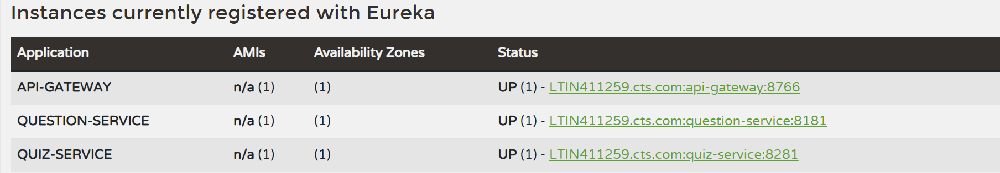 Instances currently registered with Eureka
Application AMIs Availability Zones Status
API-GATEWAY n/a (1) (1) UP (1) - LTIN411259.cts.com:api-gateway:8766
QUESTION-SERVICE n/a (1) (1) UP (1) - LTIN411259.cts.com:question-service:8181
QUIZ-SERVICE n/a (1) (1) UP (1) - LTIN411259.cts.com:quiz-service:8281